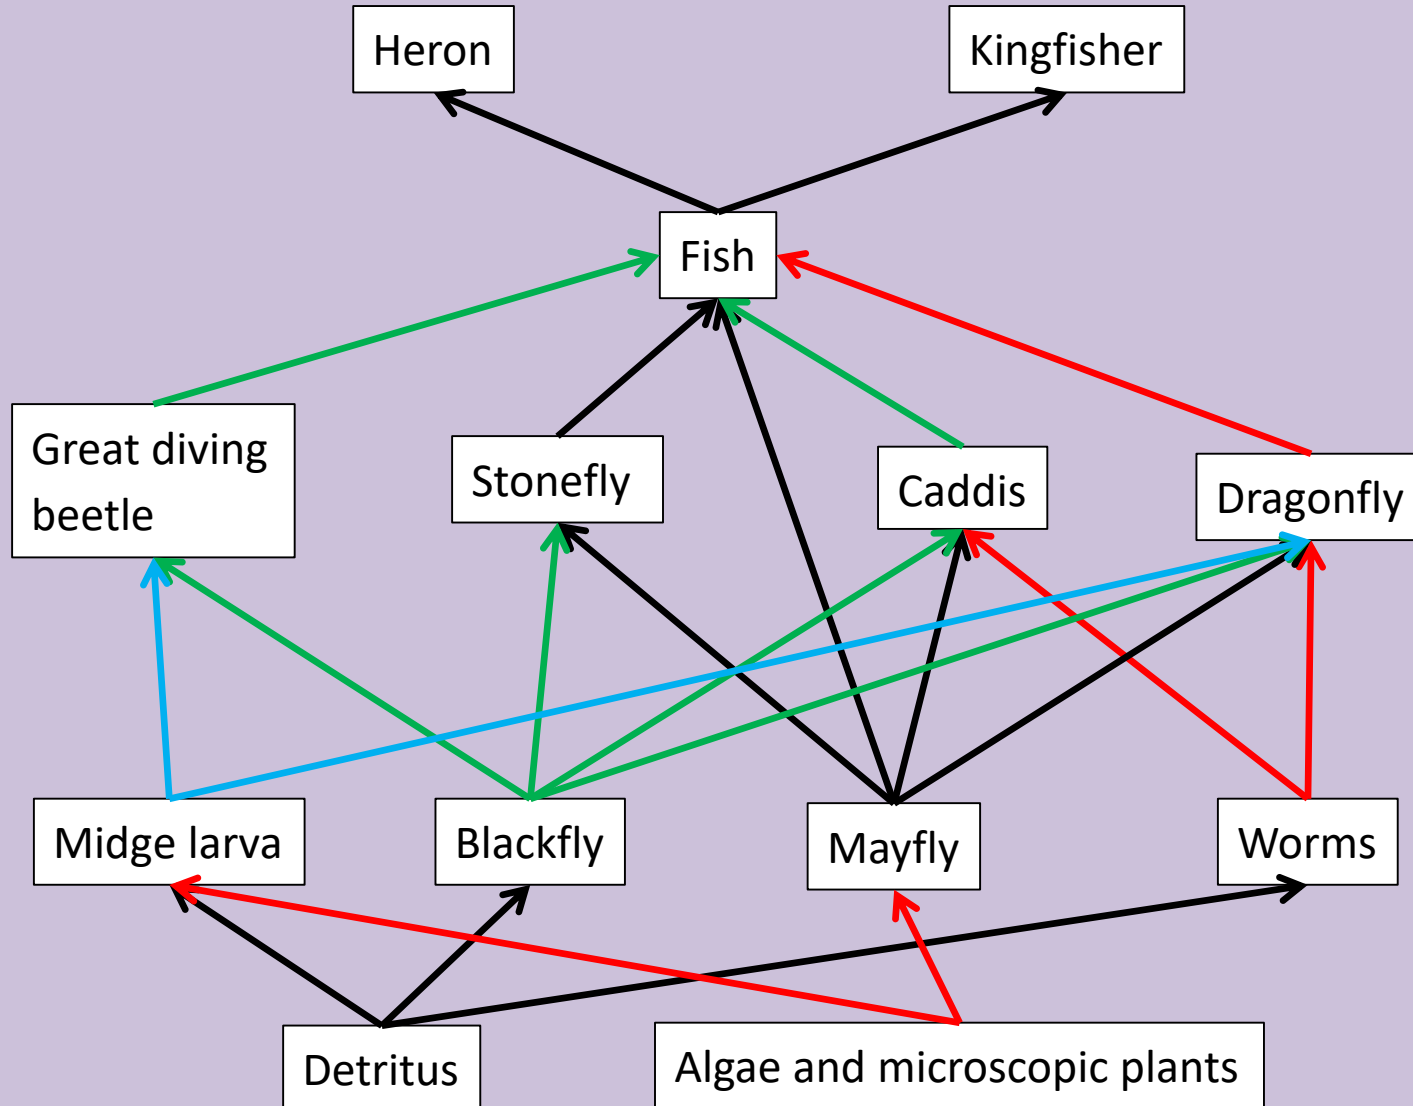 Heron
Kingfisher
Fish
Great diving
beetle
Stonefly
Caddis
Dragonfly
Midge larva
Blackfly
Mayfly
Worms
Detritus
Algae and microscopic plants